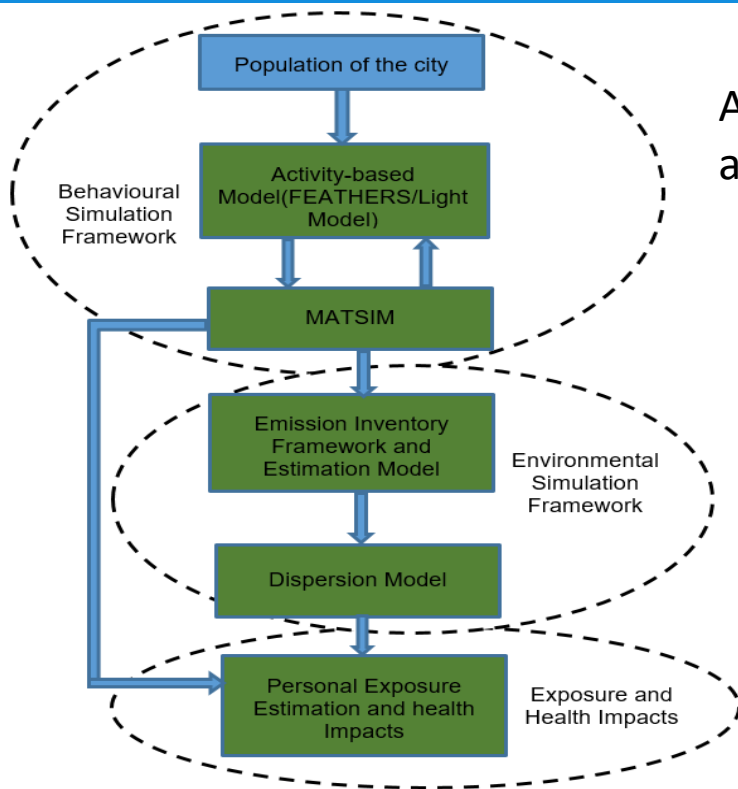 Population of the city
A
a
Activity-based
Model(FEATHERS/Light
Model)
Behavioural
Simulation
Framework
MATSIM
Emission Inventory
Framework and
Estimation Model
Environmental
Simulation
Framework
Dispersion Model
Personal Exposure
Estimation and health
Impacts
Exposure and
Health Impacts